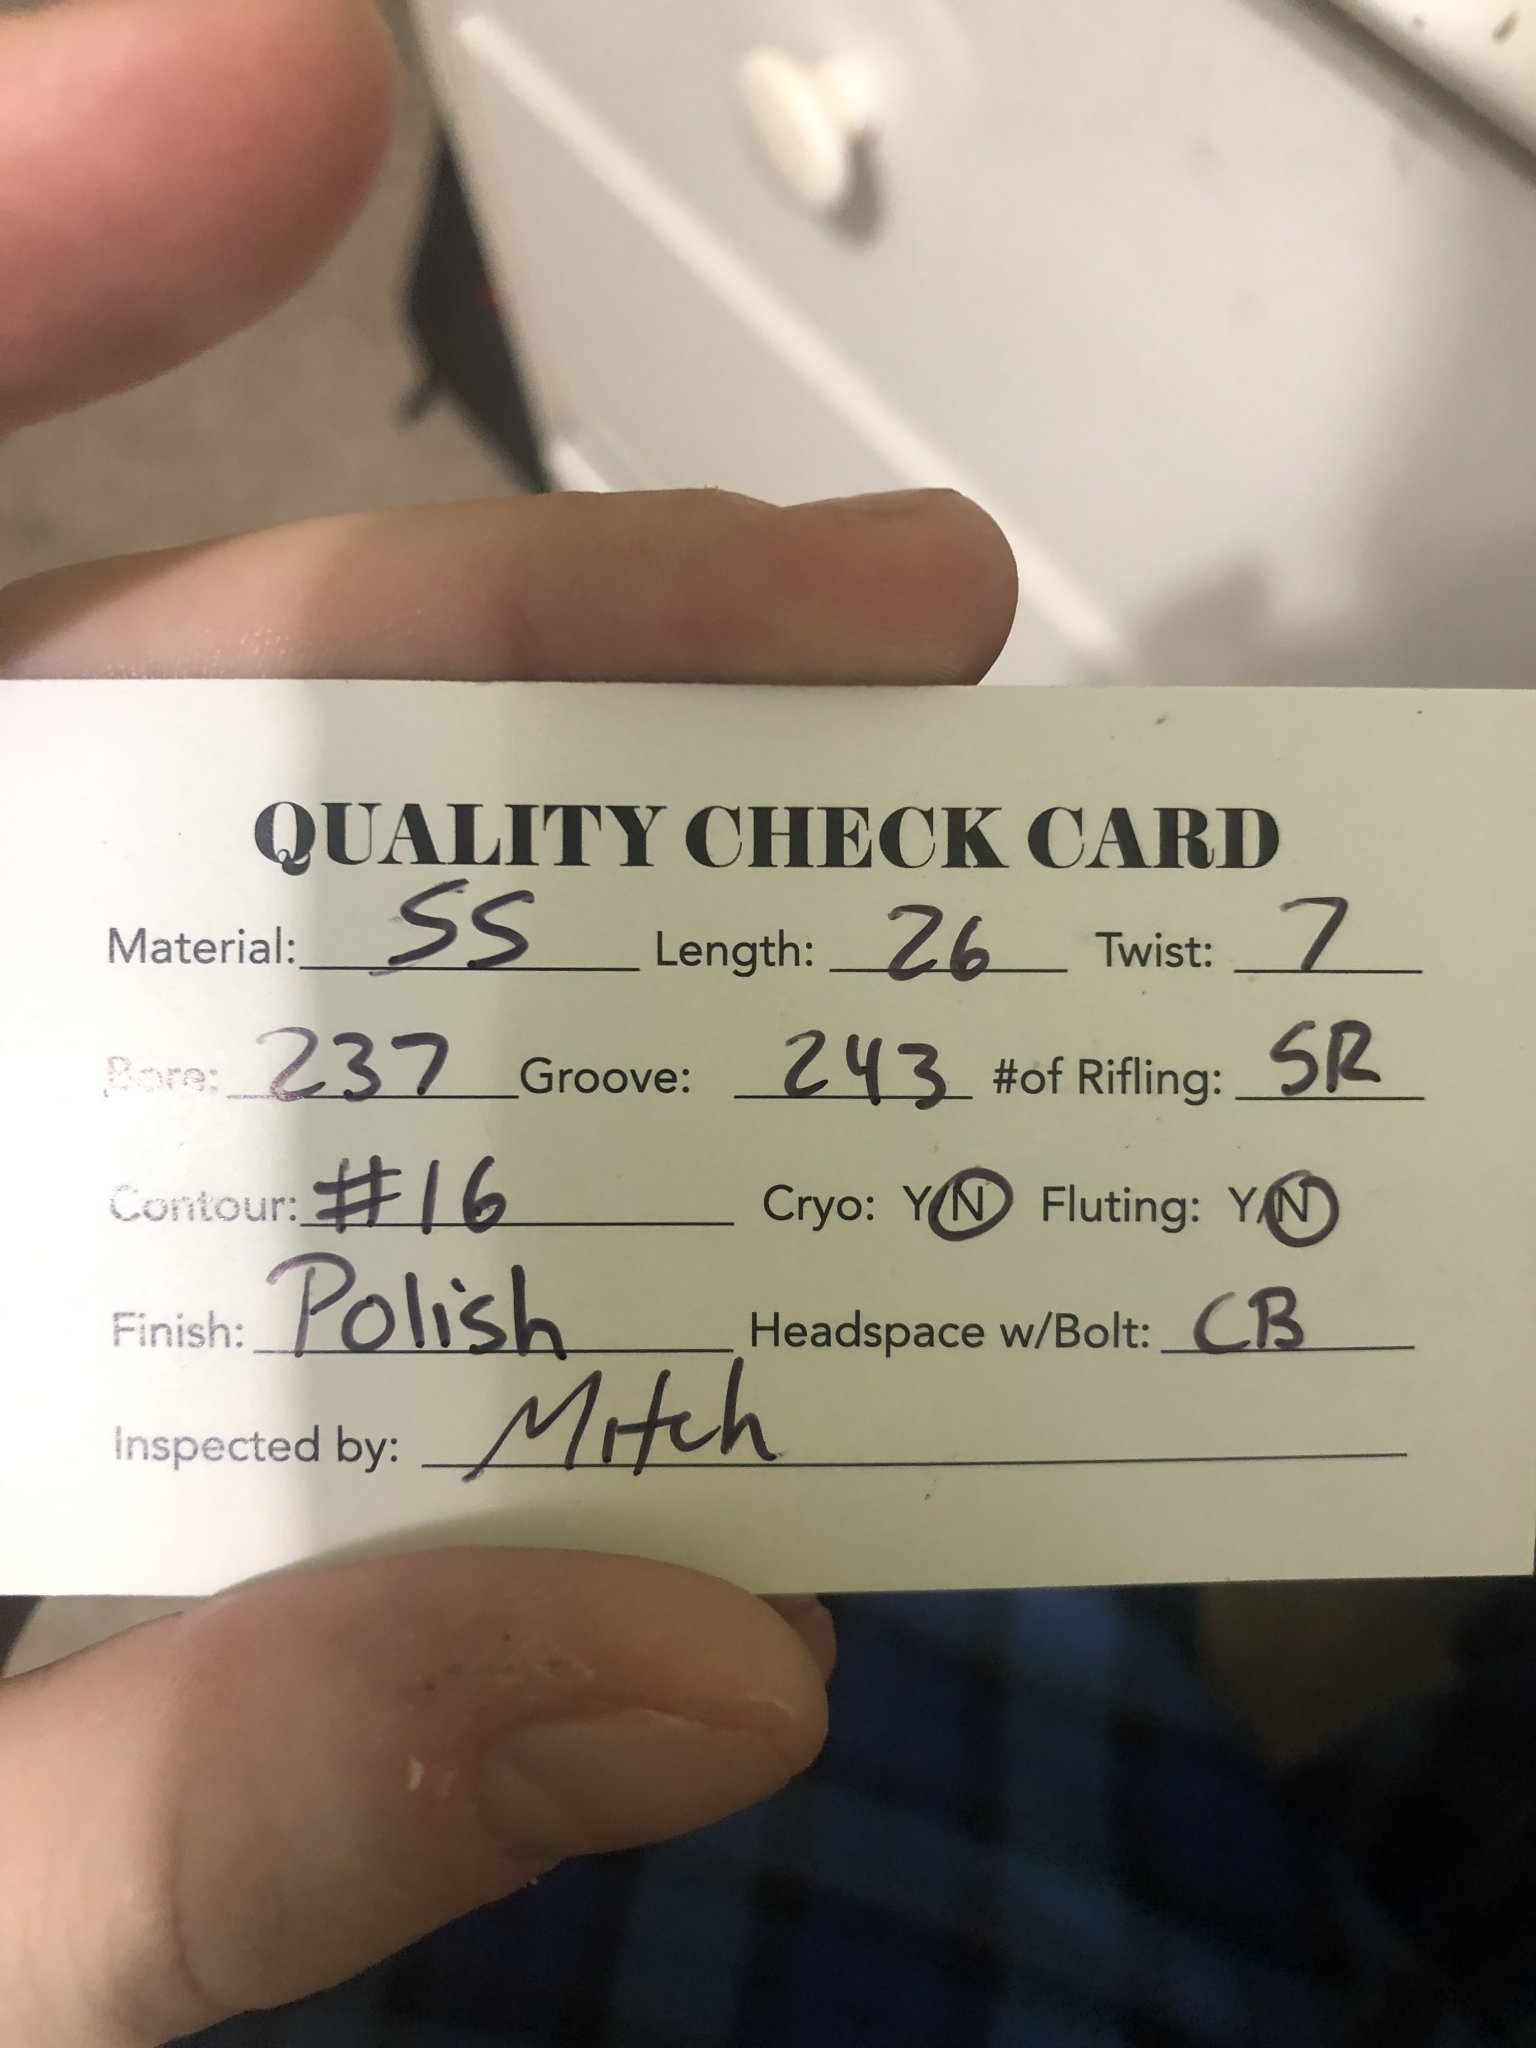 QUALITY CHECK CARD
Material: SS Length: 26 Twist: 7
Bore: 237 Groove: 243 #of Rifling: 5R
Contour: #16 Cryo: Y/N Fluting: Y/N
Finish: Polish Headspace w/Bolt: CB
Inspected by: Mitch